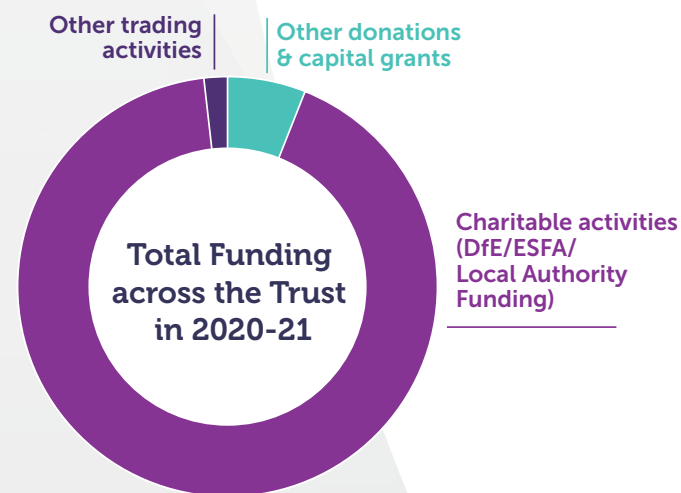 Other trading
activities
Other donations
& capital grants
Charitable activities
(DfE/ESFA/
Local Authority
Funding)
Total Funding
across the Trust
in 2020-21